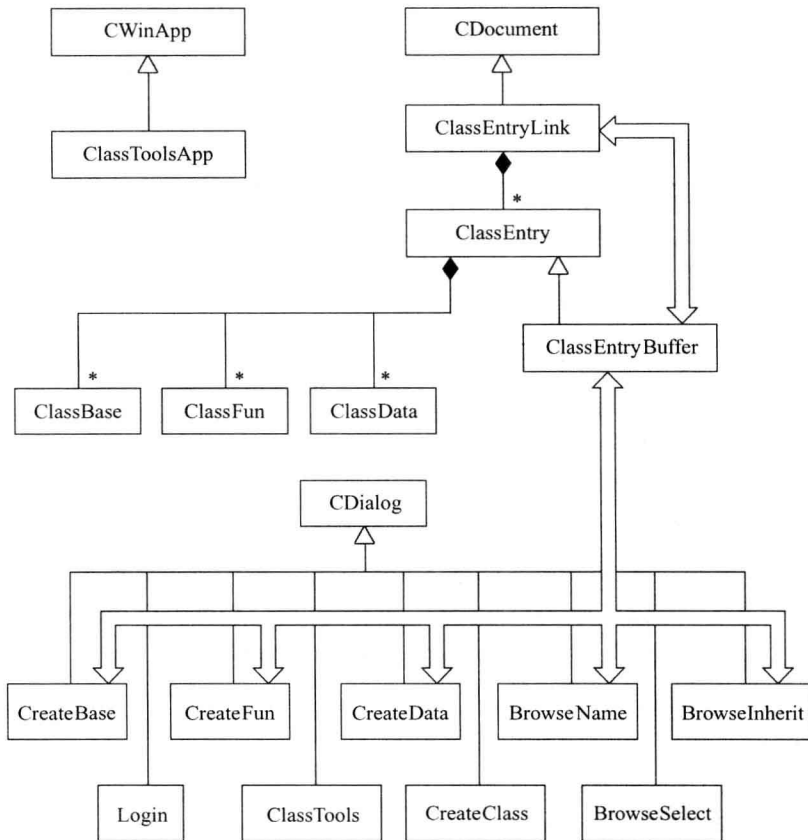 CWinApp
CDocument
ClassToolsApp
ClassEntryLink
*
ClassEntry
ClassEntryBuffer
* * *
ClassBase
ClassFun
ClassData
CDialog
CreateBase
CreateFun
CreateData
BrowseName
BrowseInherit
Login
ClassTools
CreateClass
BrowseSelect